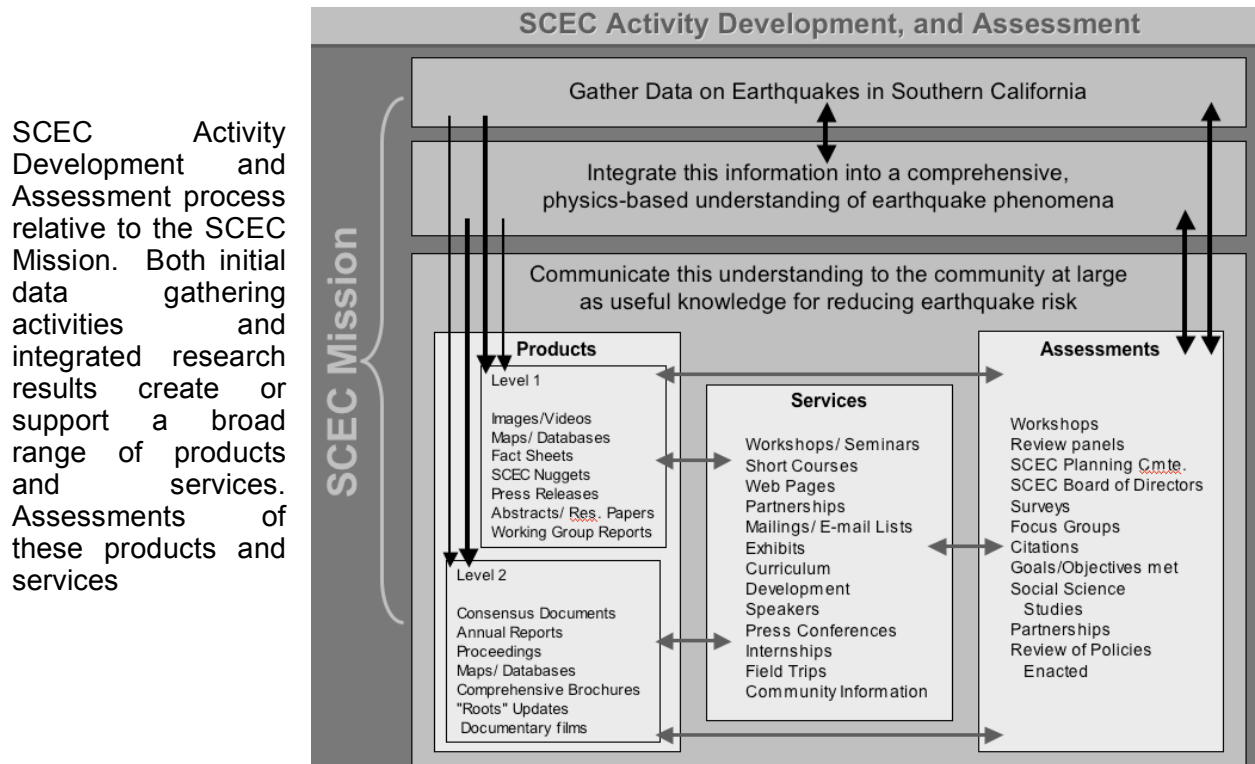 SCEC Activity
Development and
Assessment process
relative to the SCEC
Mission. Both initial
data gathering
activities and
integrated research
results create or
support a broad
range of products
and services.
Assessments of
these products and
services
SCEC Activity Development, and Assessment
SCEC Mission
Gather Data on Earthquakes in Southern California
Integrate this information into a comprehensive,
physics-based understanding of earthquake phenomena
Communicate this understanding to the community at large
as useful knowledge for reducing earthquake risk
Products
Level 1
Images/Videos
Maps/ Databases
Fact Sheets
SCEC Nuggets
Press Releases
Abstracts/ Res. Papers
Working Group Reports
Level 2
Consensus Documents
Annual Reports
Proceedings
Maps/ Databases
Comprehensive Brochures
"Roots" Updates
Documentary films
Services
Workshops/ Seminars
Short Courses
Web Pages
Partnerships
Mailings/ E-mail Lists
Exhibits
Curriculum
Development
Speakers
Press Conferences
Internships
Field Trips
Community Information
Assessments
Workshops
Review panels
SCEC Planning Cmte.
SCEC Board of Directors
Surveys
Focus Groups
Citations
Goals/Objectives met
Social Science
Studies
Partnerships
Review of Policies
Enacted